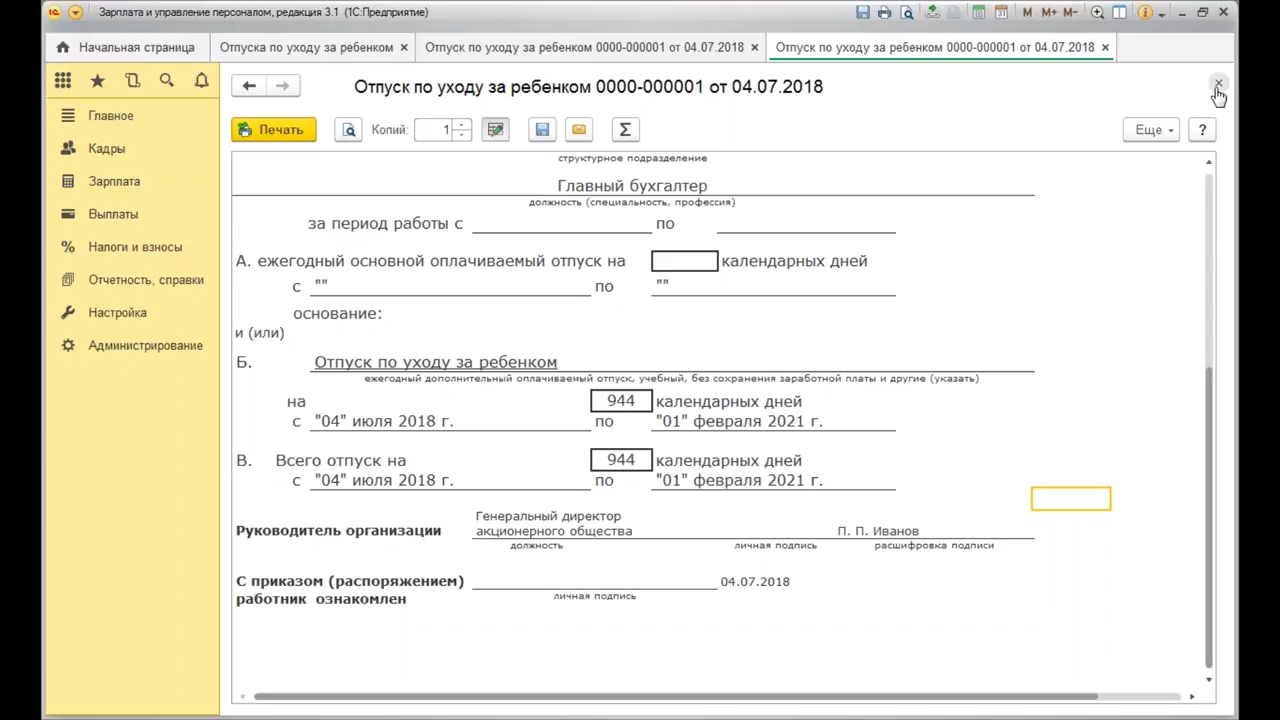 Зарплата и управление персоналом, редакция 3.1 (1С:Предприятие)
M M+ M-
Начальная страница
Отпуска по уходу за ребенком ×
Отпуск по уходу за ребенком 0000-000001 от 04.07.2018 ×
Отпуск по уходу за ребенком 0000-000001 от 04.07.2018 ×
Главное
Кадры
Зарплата
Выплаты
Налоги и взносы
Отчетность, справки
Настройка
Администрирование
Отпуск по уходу за ребенком 0000-000001 от 04.07.2018
Печать
Копий: 1
Σ
Еще
?
структурное подразделение
Главный бухгалтер
должность (специальность, профессия)
за период работы с по
А. ежегодный основной оплачиваемый отпуск на календарных дней
с "" по ""
основание:
и (или)
Б. Отпуск по уходу за ребенком
ежегодный дополнительный оплачиваемый отпуск, учебный, без сохранения заработной платы и другие (указать)
на 944 календарных дней
с "04" июля 2018 г. по "01" февраля 2021 г.
В. Всего отпуск на 944 календарных дней
с "04" июля 2018 г. по "01" февраля 2021 г.
Генеральный директор
Руководитель организации акционерного общества П. П. Иванов
должность личная подпись расшифровка подписи
С приказом (распоряжением) 04.07.2018
работник ознакомлен личная подпись